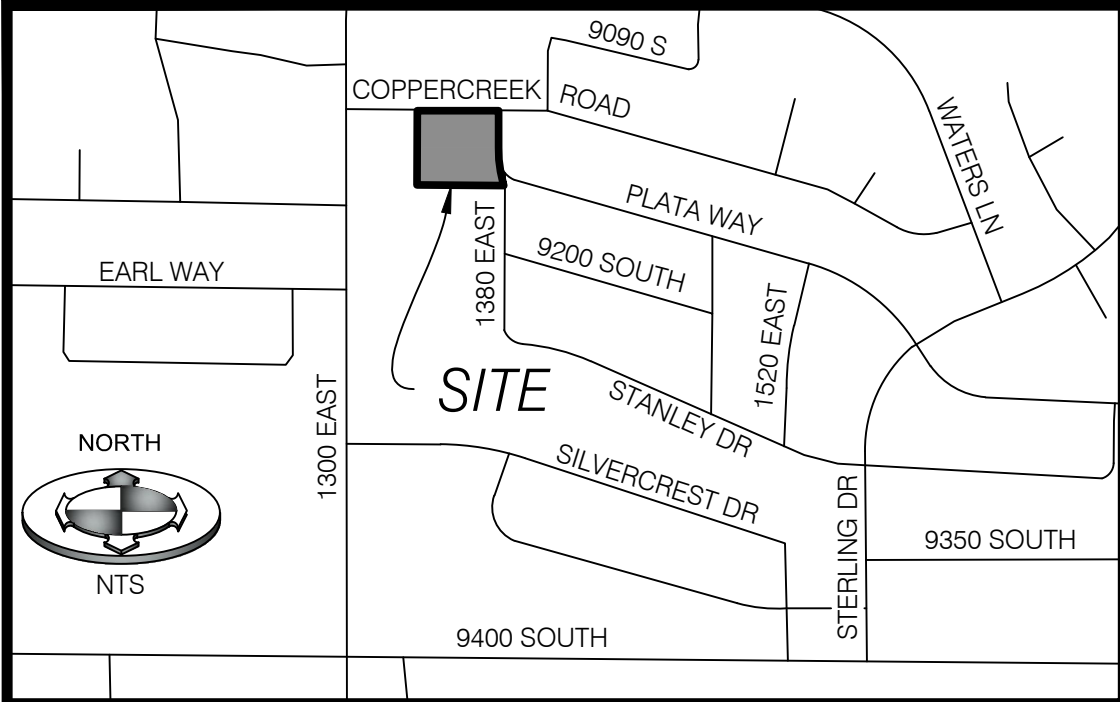 9090 S
COPPERCREEK ROAD
WATERS LN
PLATA WAY
1380 EAST
9200 SOUTH
EARL WAY
1520 EAST
SITE
STANLEY DR
1300 EAST
NORTH
SILVERCREST DR
STERLING DR
9350 SOUTH
NTS
9400 SOUTH